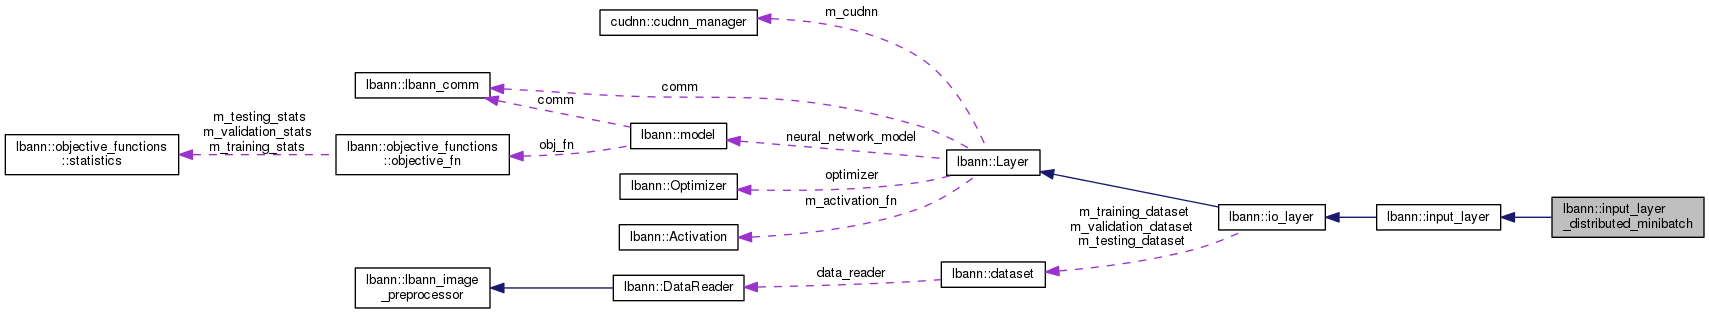 cudnn::cudnn_manager
m_cudnn
lbann::lbann_comm
comm
comm
m_testing_stats
m_validation_stats
m_training_stats
lbann::objective_functions
::statistics
lbann::objective_functions
::objective_fn
obj_fn
lbann::model
neural_network_model
lbann::Layer
lbann::Optimizer
optimizer
m_activation_fn
lbann::Activation
m_training_dataset
m_validation_dataset
m_testing_dataset
lbann::io_layer
lbann::input_layer
lbann::input_layer
_distributed_minibatch
lbann::lbann_image
_preprocessor
lbann::DataReader
data_reader
lbann::dataset